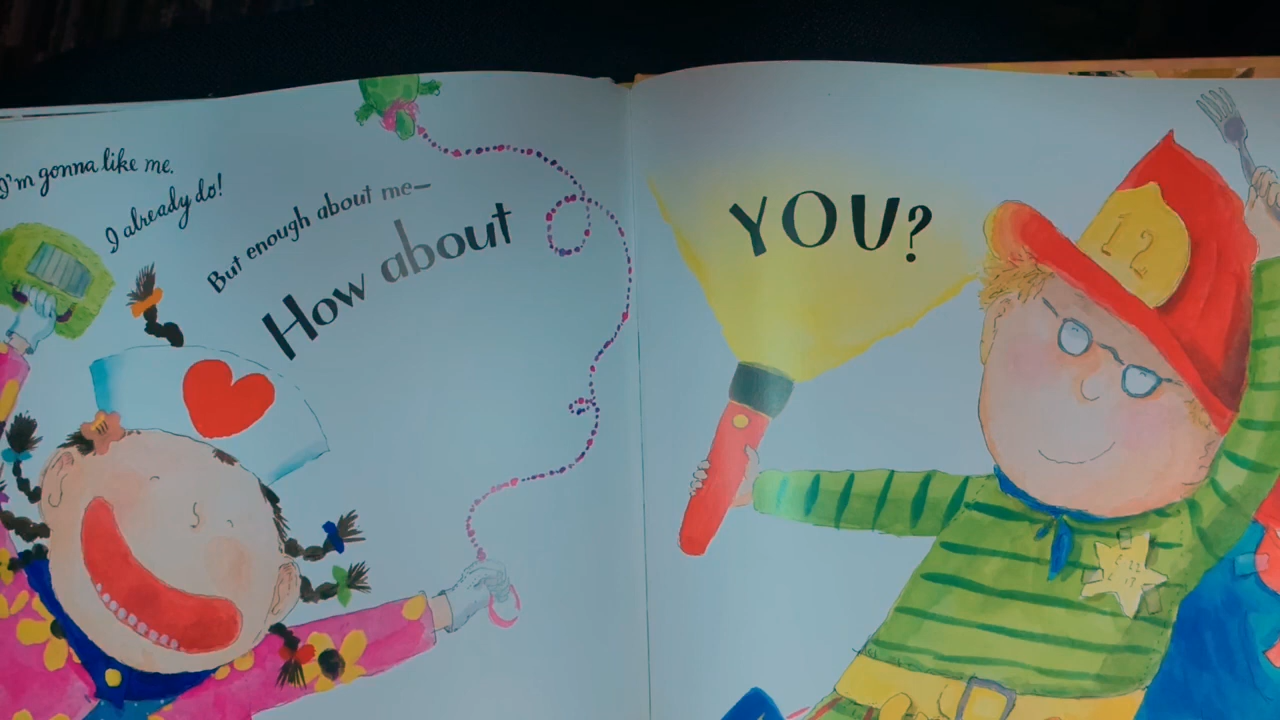 I'm gonna like me.
I already do!
But enough about me—
How about
YOU?
12